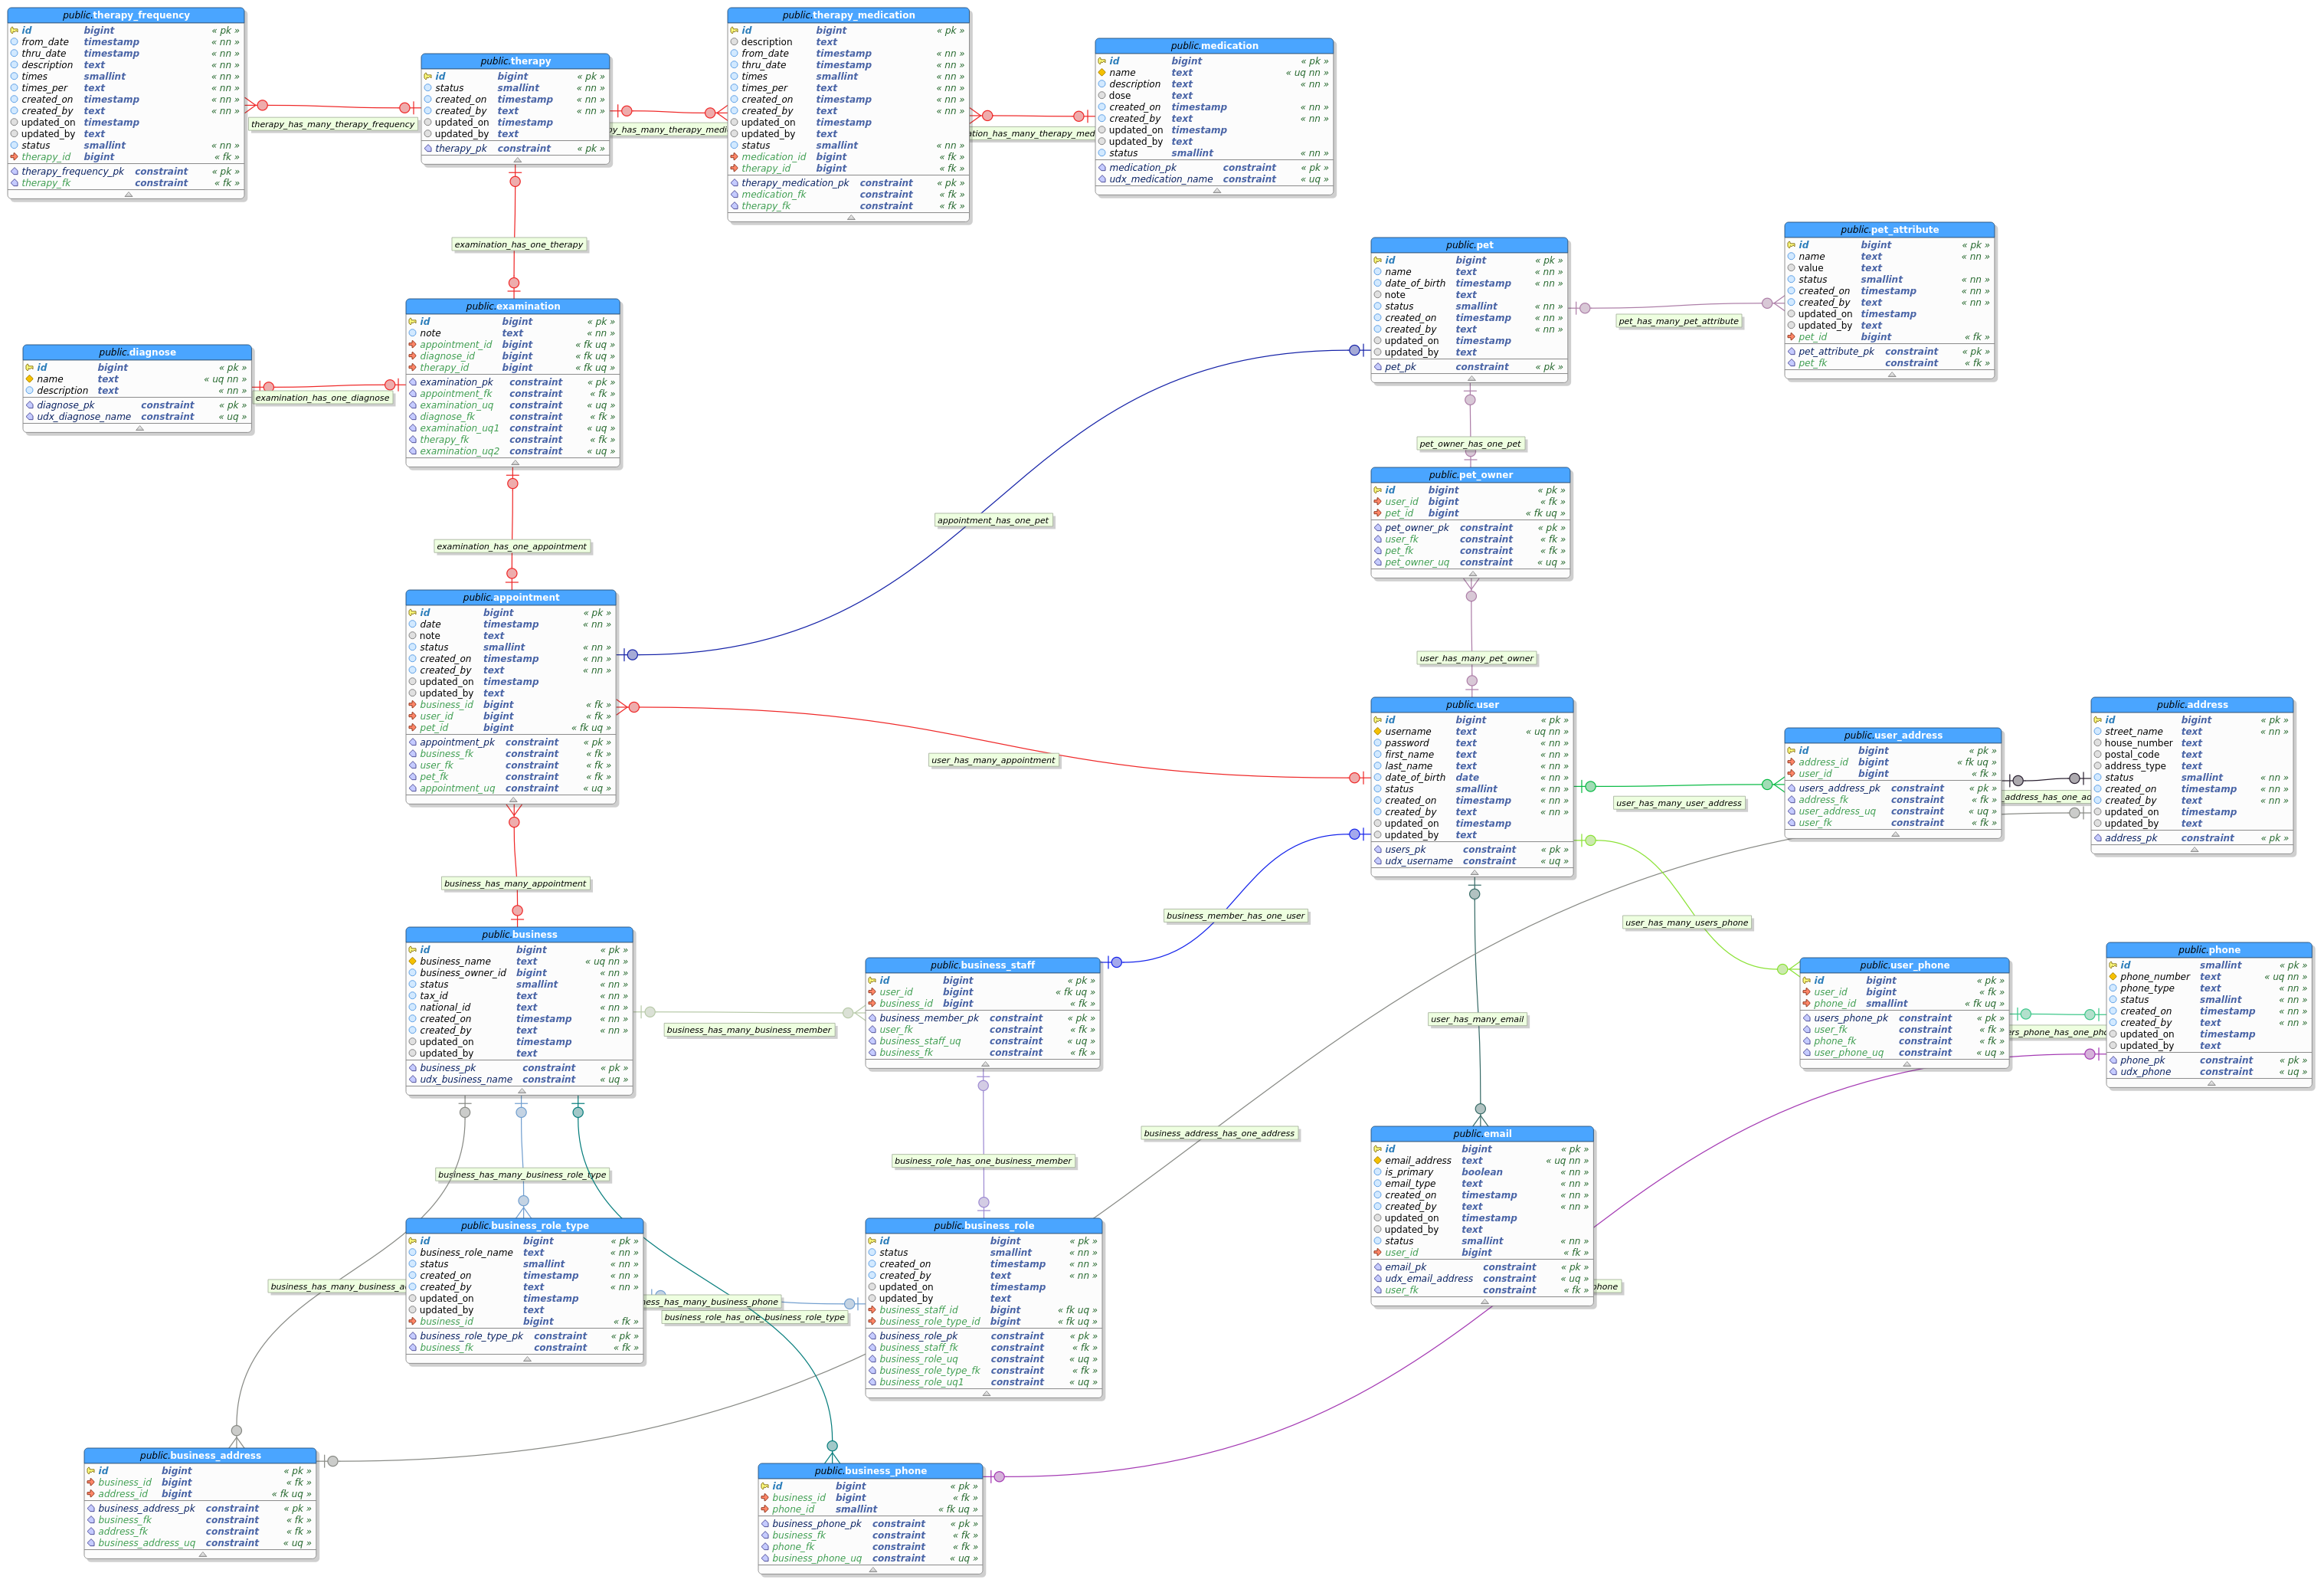 public.therapy_frequency
id bigint « pk »
from_date timestamp « nn »
thru_date timestamp « nn »
description text « nn »
times smallint « nn »
times_per text « nn »
created_on timestamp « nn »
created_by text « nn »
updated_on timestamp
updated_by text
status smallint « nn »
therapy_id bigint « fk »
therapy_frequency_pk constraint « pk »
therapy_fk constraint « fk »
therapy_has_many_therapy_frequency
public.therapy
id bigint « pk »
status smallint « nn »
created_on timestamp « nn »
created_by text « nn »
updated_on timestamp
updated_by text
therapy_pk constraint « pk »
py_has_many_therapy_medi
public.therapy_medication
id bigint « pk »
description text
from_date timestamp « nn »
thru_date timestamp « nn »
times smallint « nn »
times_per text « nn »
created_on timestamp « nn »
created_by text « nn »
updated_on timestamp
updated_by text
status smallint « nn »
medication_id bigint « fk »
therapy_id bigint « fk »
therapy_medication_pk constraint « pk »
medication_fk constraint « fk »
therapy_fk constraint « fk »
ation_has_many_therapy_med
public.medication
id bigint « pk »
name text « uq nn »
description text « nn »
dose text
created_on timestamp « nn »
created_by text « nn »
updated_on timestamp
updated_by text
status smallint « nn »
medication_pk constraint « pk »
udx_medication_name constraint « uq »
examination_has_one_therapy
public.pet
id bigint « pk »
name text « nn »
date_of_birth timestamp « nn »
note text
status smallint « nn »
created_on timestamp « nn »
created_by text « nn »
updated_on timestamp
updated_by text
pet_pk constraint « pk »
pet_has_many_pet_attribute
public.pet_attribute
id bigint « pk »
name text « nn »
value text
status smallint « nn »
created_on timestamp « nn »
created_by text « nn »
updated_on timestamp
updated_by text
pet_id bigint « fk »
pet_attribute_pk constraint « pk »
pet_fk constraint « fk »
public.diagnose
id bigint « pk »
name text « uq nn »
description text « nn »
diagnose_pk constraint « pk »
udx_diagnose_name constraint « uq »
examination_has_one_diagnose
public.examination
id bigint « pk »
note text « nn »
appointment_id bigint « fk uq »
diagnose_id bigint « fk uq »
therapy_id bigint « fk uq »
examination_pk constraint « pk »
appointment_fk constraint « fk »
examination_uq constraint « uq »
diagnose_fk constraint « fk »
examination_uq1 constraint « uq »
therapy_fk constraint « fk »
examination_uq2 constraint « uq »
pet_owner_has_one_pet
public.pet_owner
id bigint « pk »
user_id bigint « fk »
pet_id bigint « fk uq »
pet_owner_pk constraint « pk »
user_fk constraint « fk »
pet_fk constraint « fk »
pet_owner_uq constraint « uq »
appointment_has_one_pet
examination_has_one_appointment
public.appointment
id bigint « pk »
date timestamp « nn »
note text
status smallint « nn »
created_on timestamp « nn »
created_by text « nn »
updated_on timestamp
updated_by text
business_id bigint « fk »
user_id bigint « fk »
pet_id bigint « fk uq »
appointment_pk constraint « pk »
business_fk constraint « fk »
user_fk constraint « fk »
pet_fk constraint « fk »
appointment_uq constraint « uq »
user_has_many_pet_owner
user_has_many_appointment
public.user
id bigint « pk »
username text « uq nn »
password text « nn »
first_name text « nn »
last_name text « nn »
date_of_birth date « nn »
status smallint « nn »
created_on timestamp « nn »
created_by text « nn »
updated_on timestamp
updated_by text
users_pk constraint « pk »
udx_username constraint « uq »
user_has_many_user_address
public.user_address
id bigint « pk »
address_id bigint « fk uq »
user_id bigint « fk »
users_address_pk constraint « pk »
address_fk constraint « fk »
user_address_uq constraint « uq »
user_fk constraint « fk »
address_has_one_ad
public.address
id bigint « pk »
street_name text « nn »
house_number text
postal_code text
address_type text
status smallint « nn »
created_on timestamp « nn »
created_by text « nn »
updated_on timestamp
updated_by text
address_pk constraint « pk »
business_has_many_appointment
business_member_has_one_user
user_has_many_users_phone
public.business
id bigint « pk »
business_name text « uq nn »
business_owner_id bigint « nn »
status smallint « nn »
tax_id text « nn »
national_id text « nn »
created_on timestamp « nn »
created_by text « nn »
updated_on timestamp
updated_by text
business_pk constraint « pk »
udx_business_name constraint « uq »
business_has_many_business_member
public.business_staff
id bigint « pk »
user_id bigint « fk uq »
business_id bigint « fk »
business_member_pk constraint « pk »
user_fk constraint « fk »
business_staff_uq constraint « uq »
business_fk constraint « fk »
user_has_many_email
public.user_phone
id bigint « pk »
user_id bigint « fk »
phone_id smallint « fk uq »
users_phone_pk constraint « pk »
user_fk constraint « fk »
phone_fk constraint « fk »
user_phone_uq constraint « uq »
ers_phone_has_one_pho
public.phone
id smallint « pk »
phone_number text « uq nn »
phone_type text « nn »
status smallint « nn »
created_on timestamp « nn »
created_by text « nn »
updated_on timestamp
updated_by text
phone_pk constraint « pk »
udx_phone constraint « uq »
business_has_many_business_role_type
business_role_has_one_business_member
business_address_has_one_address
public.email
id bigint « pk »
email_address text « uq nn »
is_primary boolean « nn »
email_type text « nn »
created_on timestamp « nn »
created_by text « nn »
updated_on timestamp
updated_by text
status smallint « nn »
user_id bigint « fk »
email_pk constraint « pk »
udx_email_address constraint « uq »
user_fk constraint « fk »
phone
business_has_many_business_a
public.business_role_type
id bigint « pk »
business_role_name text « nn »
status smallint « nn »
created_on timestamp « nn »
created_by text « nn »
updated_on timestamp
updated_by text
business_id bigint « fk »
business_role_type_pk constraint « pk »
business_fk constraint « fk »
ness_has_many_business_phone
business_role_has_one_business_role_type
public.business_role
id bigint « pk »
status smallint « nn »
created_on timestamp « nn »
created_by text « nn »
updated_on timestamp
updated_by text
business_staff_id bigint « fk uq »
business_role_type_id bigint « fk uq »
business_role_pk constraint « pk »
business_staff_fk constraint « fk »
business_role_uq constraint « uq »
business_role_type_fk constraint « fk »
business_role_uq1 constraint « uq »
public.business_address
id bigint « pk »
business_id bigint « fk »
address_id bigint « fk uq »
business_address_pk constraint « pk »
business_fk constraint « fk »
address_fk constraint « fk »
business_address_uq constraint « uq »
public.business_phone
id bigint « pk »
business_id bigint « fk »
phone_id smallint « fk uq »
business_phone_pk constraint « pk »
business_fk constraint « fk »
phone_fk constraint « fk »
business_phone_uq constraint « uq »